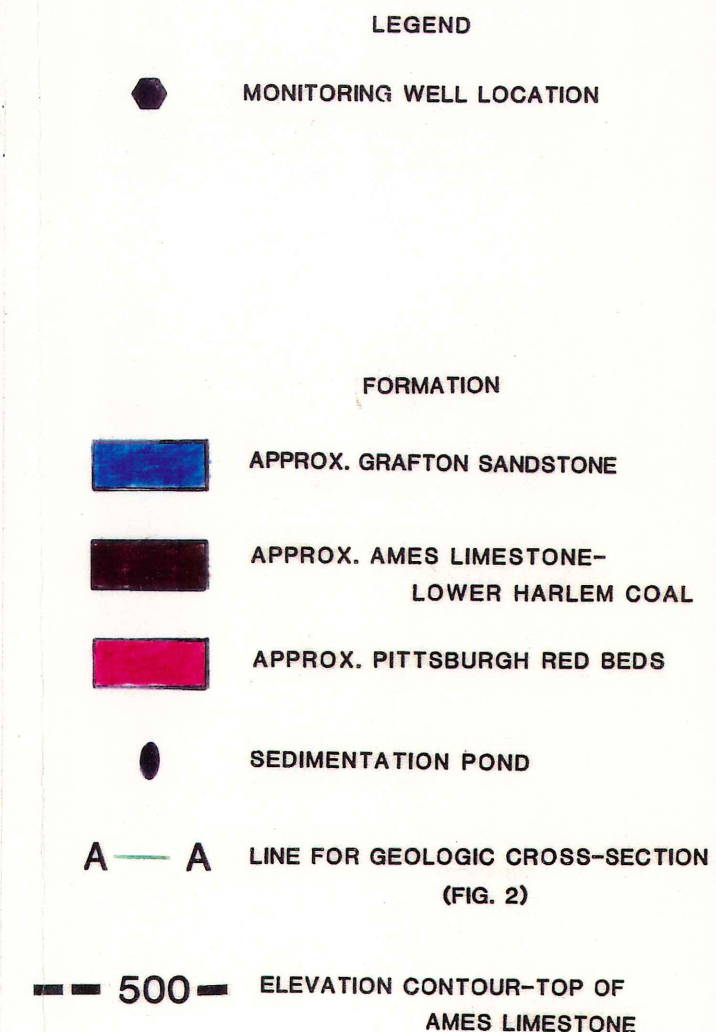 LEGEND
MONITORING WELL LOCATION
FORMATION
APPROX. GRAFTON SANDSTONE
APPROX. AMES LIMESTONE-
LOWER HARLEM COAL
APPROX. PITTSBURGH RED BEDS
SEDIMENTATION POND
A — A LINE FOR GEOLOGIC CROSS-SECTION
(FIG. 2)
-- 500 - ELEVATION CONTOUR-TOP OF
AMES LIMESTONE